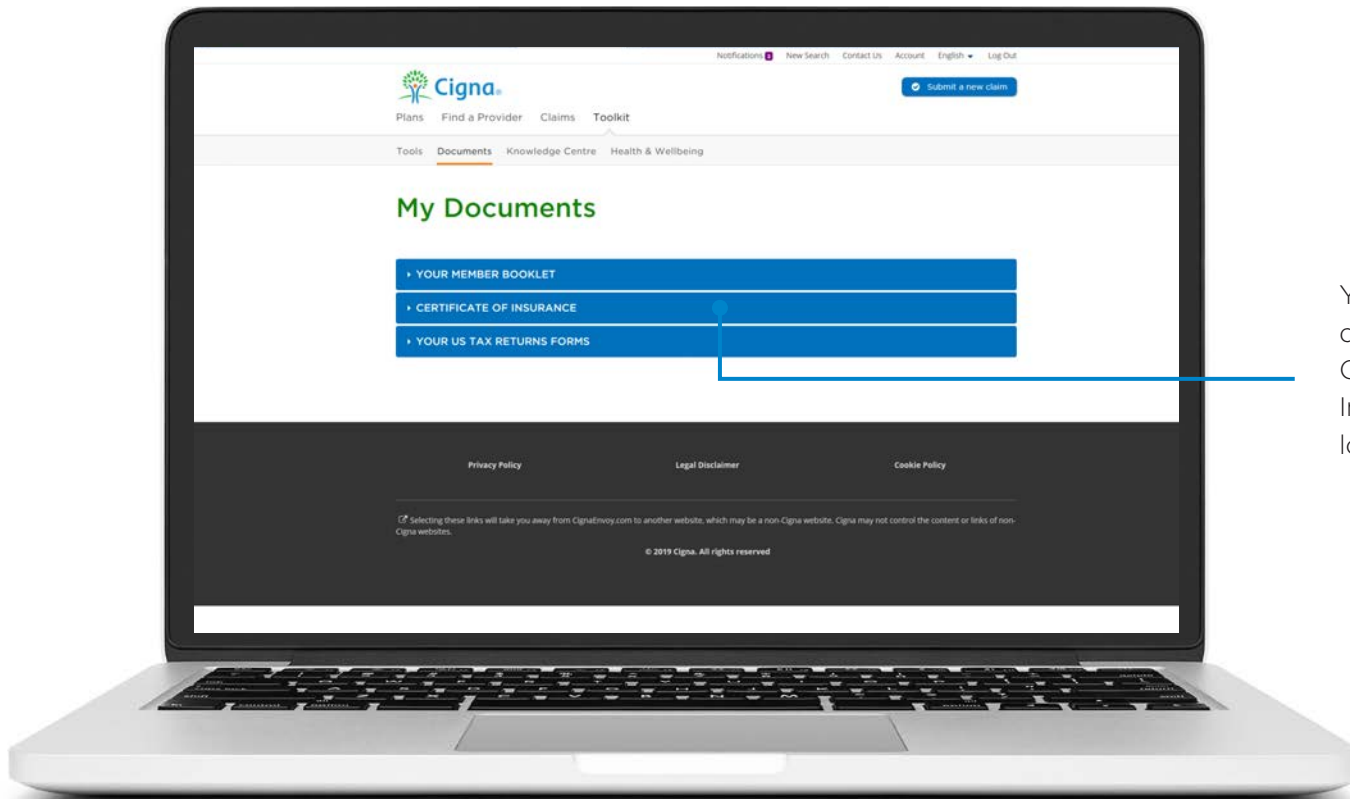 Notifications 2 New Search Contact Us Account English Log Out
Cigna®
Submit a new claim
Plans Find a Provider Claims Toolkit
Tools Documents Knowledge Centre Health & Wellbeing
My Documents
YOUR MEMBER BOOKLET
CERTIFICATE OF INSURANCE
YOUR US TAX RETURNS FORMS
Privacy Policy Legal Disclaimer Cookie Policy
Selecting these links will take you away from CignaEnvoy.com to another website, which may be a non-Cigna website. Cigna may not control the content or links of non-
Cigna websites.
© 2019 Cigna. All rights reserved